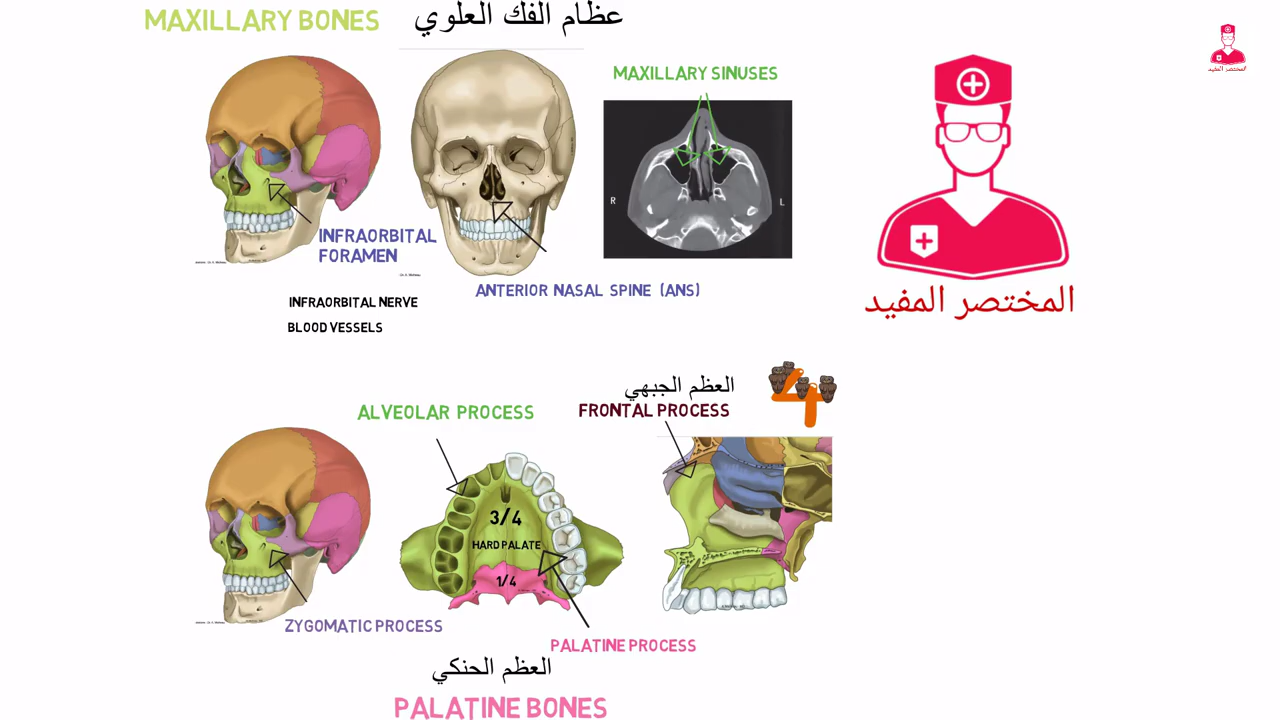 MAXILLARY BONES
عظام الفك العلوي
MAXILLARY SINUSES
R
L
INFRAORBITAL
FORAMEN
INFRAORBITAL NERVE
BLOOD VESSELS
ANTERIOR NASAL SPINE (ANS)
المختصر المفيد
المختصر المفيد
العظم الجبهي
4
ALVEOLAR PROCESS
FRONTAL PROCESS
3/4
HARD PALATE
1/4
ZYGOMATIC PROCESS
PALATINE PROCESS
العظم الحنكي
PALATINE BONES